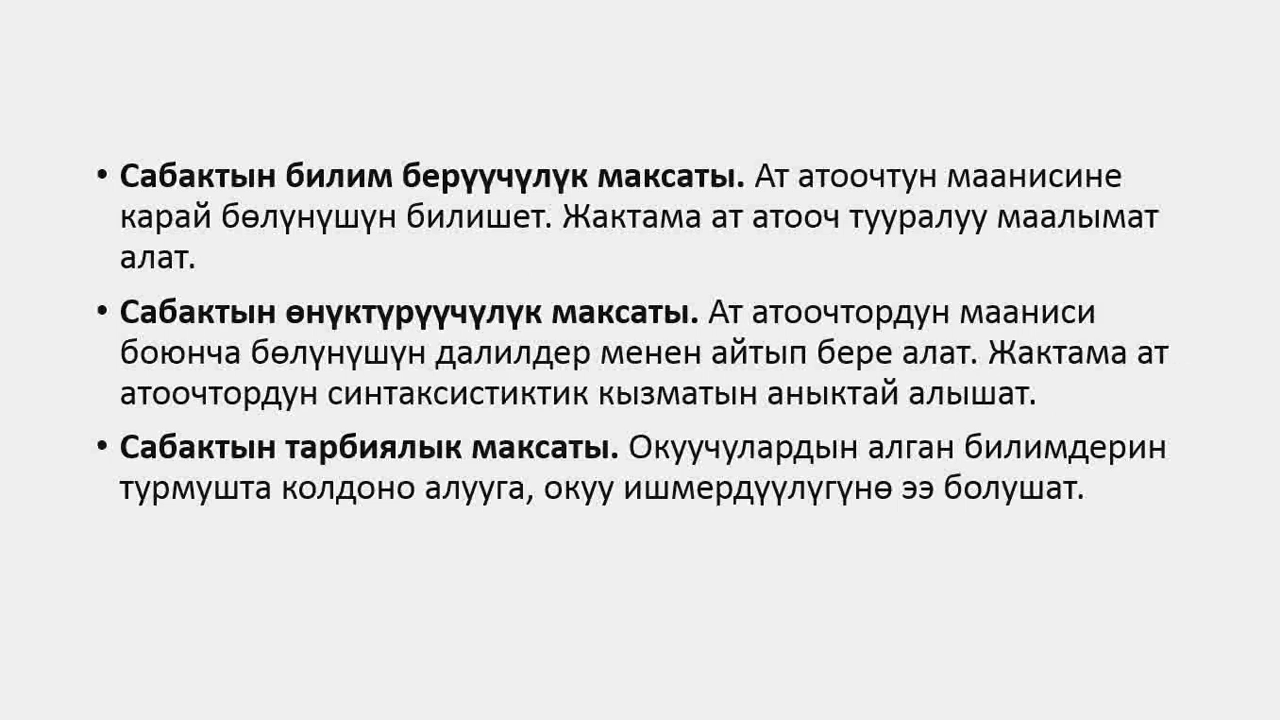 • Сабактын билим берүүчүлүк максаты. Ат атоочтун маанисине
карай бөлүнүшүн билишет. Жактама ат атооч тууралуу маалымат
алат.
• Сабактын өнүктүрүүчүлүк максаты. Ат атоочтордун мааниси
боюнча бөлүнүшүн далилдер менен айтып бере алат. Жактама ат
атоочтордун синтаксистиктик кызматын аныктай алышат.
• Сабактын тарбиялык максаты. Окуучулардын алган билимдерин
турмушта колдоно алууга, окуу ишмердүүлүгүнө ээ болушат.